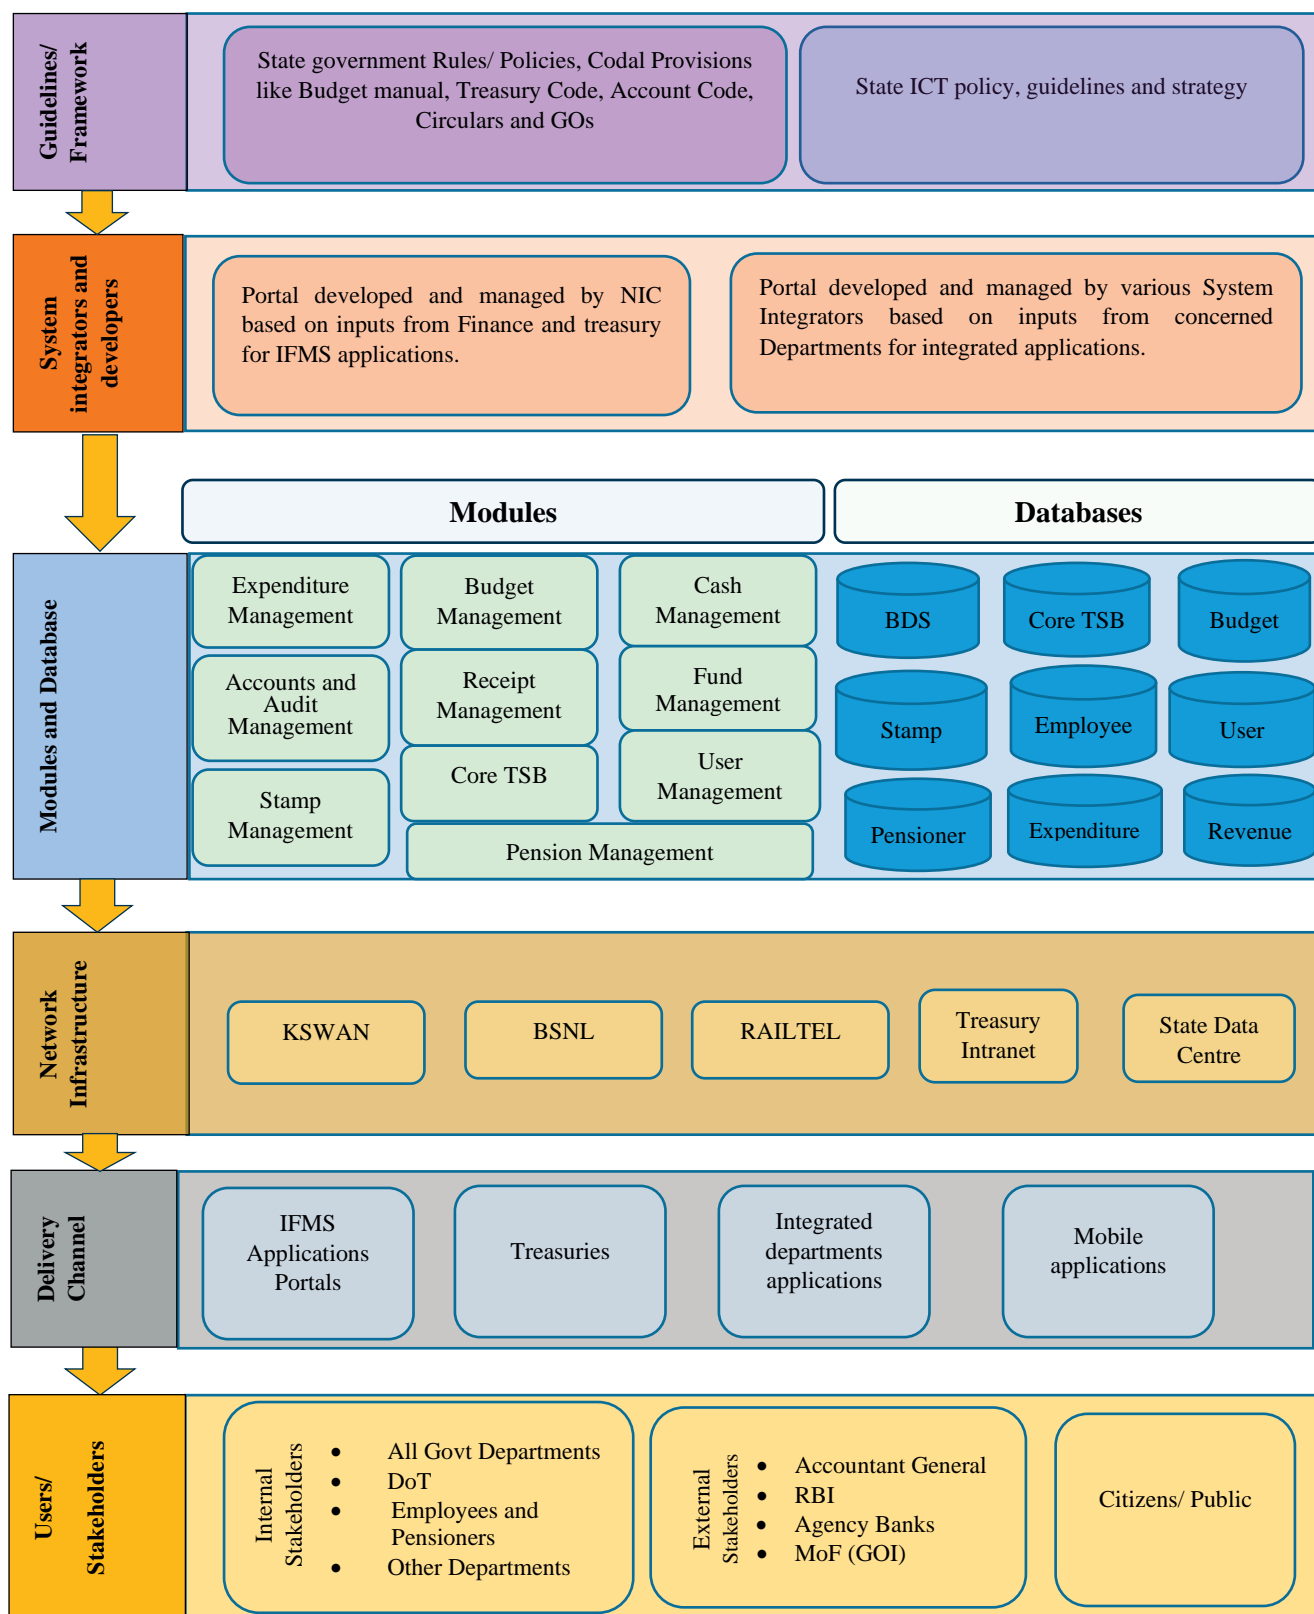 Guidelines/
Framework
State government Rules/ Policies, Codal Provisions
like Budget manual, Treasury Code, Account Code,
Circulars and GOs
State ICT policy, guidelines and strategy
System
integrators and
developers
Portal developed and managed by NIC
based on inputs from Finance and treasury
for IFMS applications.
Portal developed and managed by various System
Integrators based on inputs from concerned
Departments for integrated applications.
Modules
Databases
Modules and Database
Expenditure
Management
Budget
Management
Cash
Management
Accounts and
Audit
Management
Receipt
Management
Fund
Management
Stamp
Management
Core TSB
User
Management
Pension Management
BDS
Core TSB
Budget
Stamp
Employee
User
Pensioner
Expenditure
Revenue
Network
Infrastructure
KSWAN
BSNL
RAILTEL
Treasury
Intranet
State Data
Centre
Delivery
Channel
IFMS
Applications
Portals
Treasuries
Integrated
departments
applications
Mobile
applications
Users/
Stakeholders
Internal
Stakeholders
• All Govt Departments
• DoT
• Employees and
Pensioners
• Other Departments
External
Stakeholders
• Accountant General
• RBI
• Agency Banks
• MoF (GOI)
Citizens/ Public